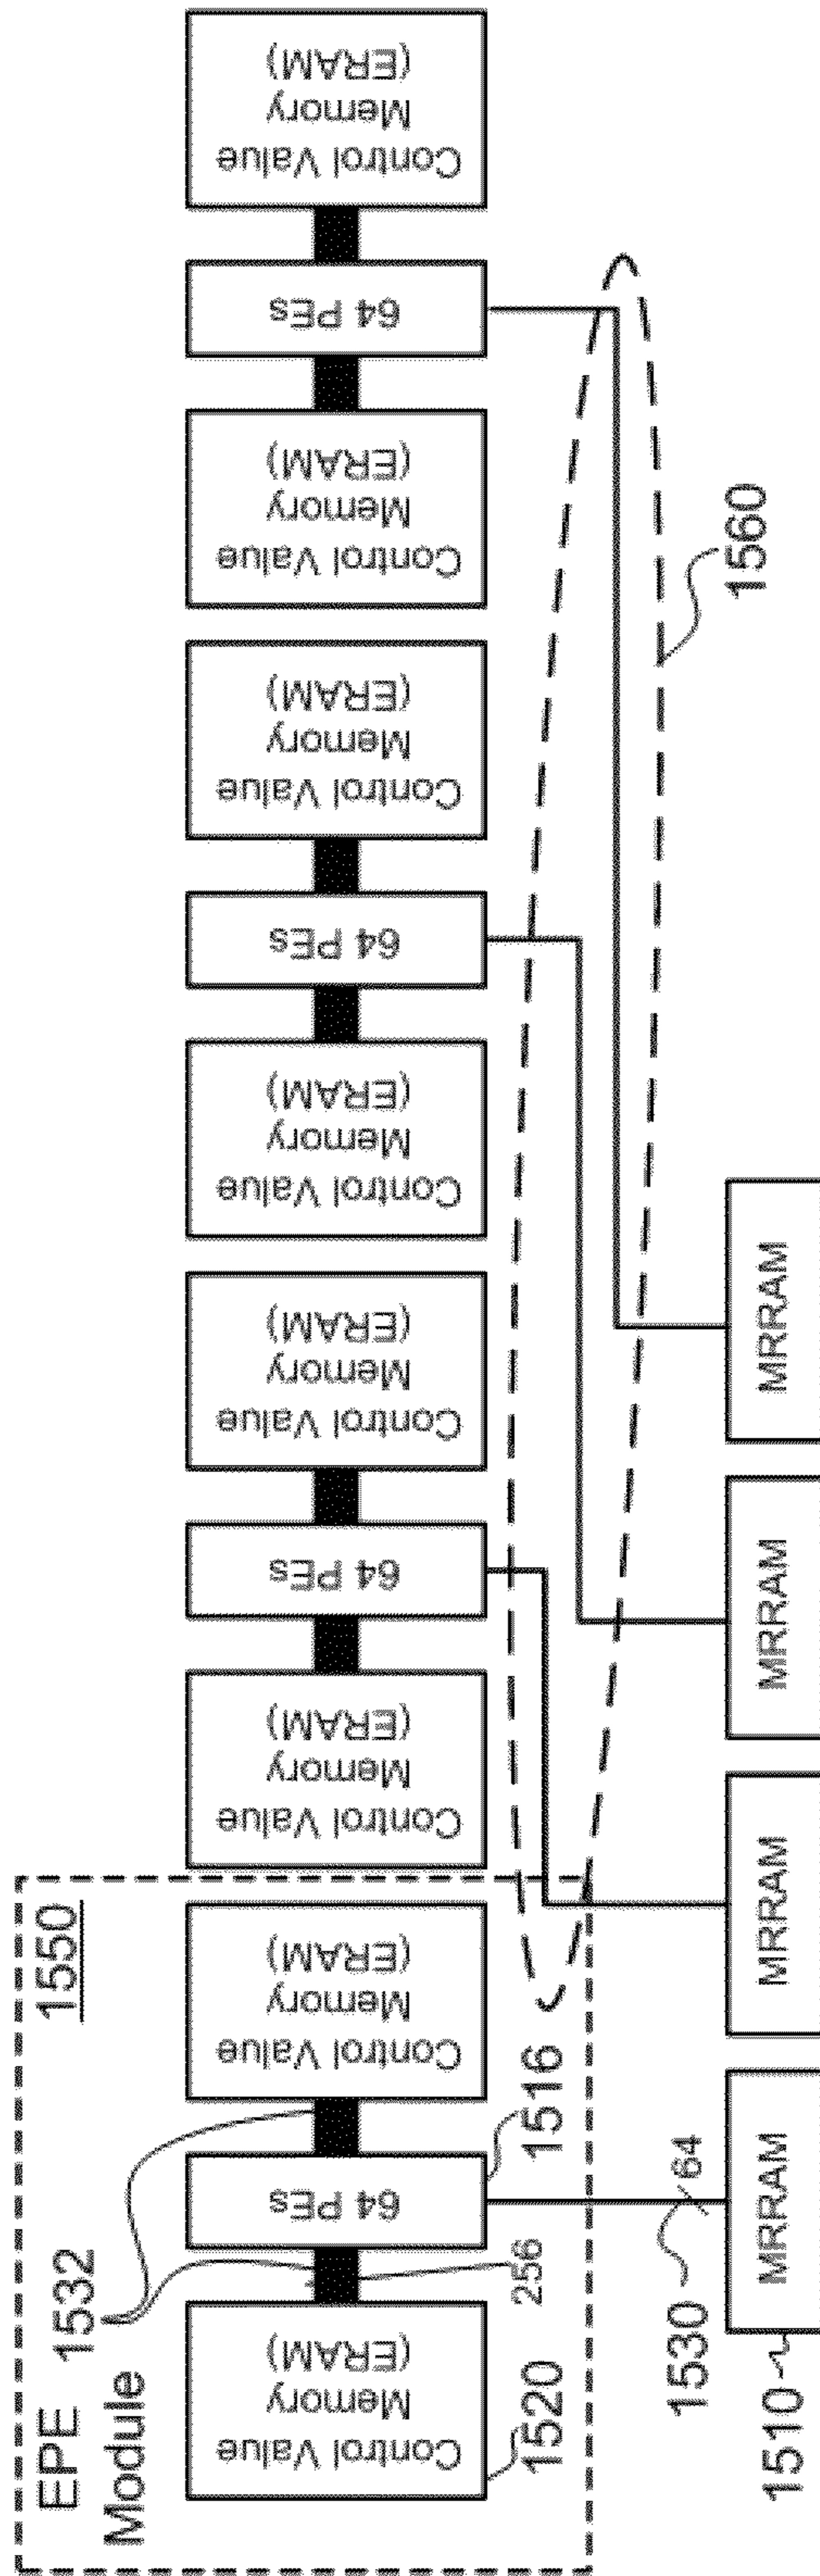 EPE
Module
1532
1550
Control Value
Memory
(ERAM)
64 PEs
Control Value
Memory
(ERAM)
Control Value
Memory
(ERAM)
64 PEs
Control Value
Memory
(ERAM)
Control Value
Memory
(ERAM)
64 PEs
Control Value
Memory
(ERAM)
Control Value
Memory
(ERAM)
64 PEs
Control Value
Memory
(ERAM)
256
1520
1516
1560
1530
64
1510
MRRAM
MRRAM
MRRAM
MRRAM